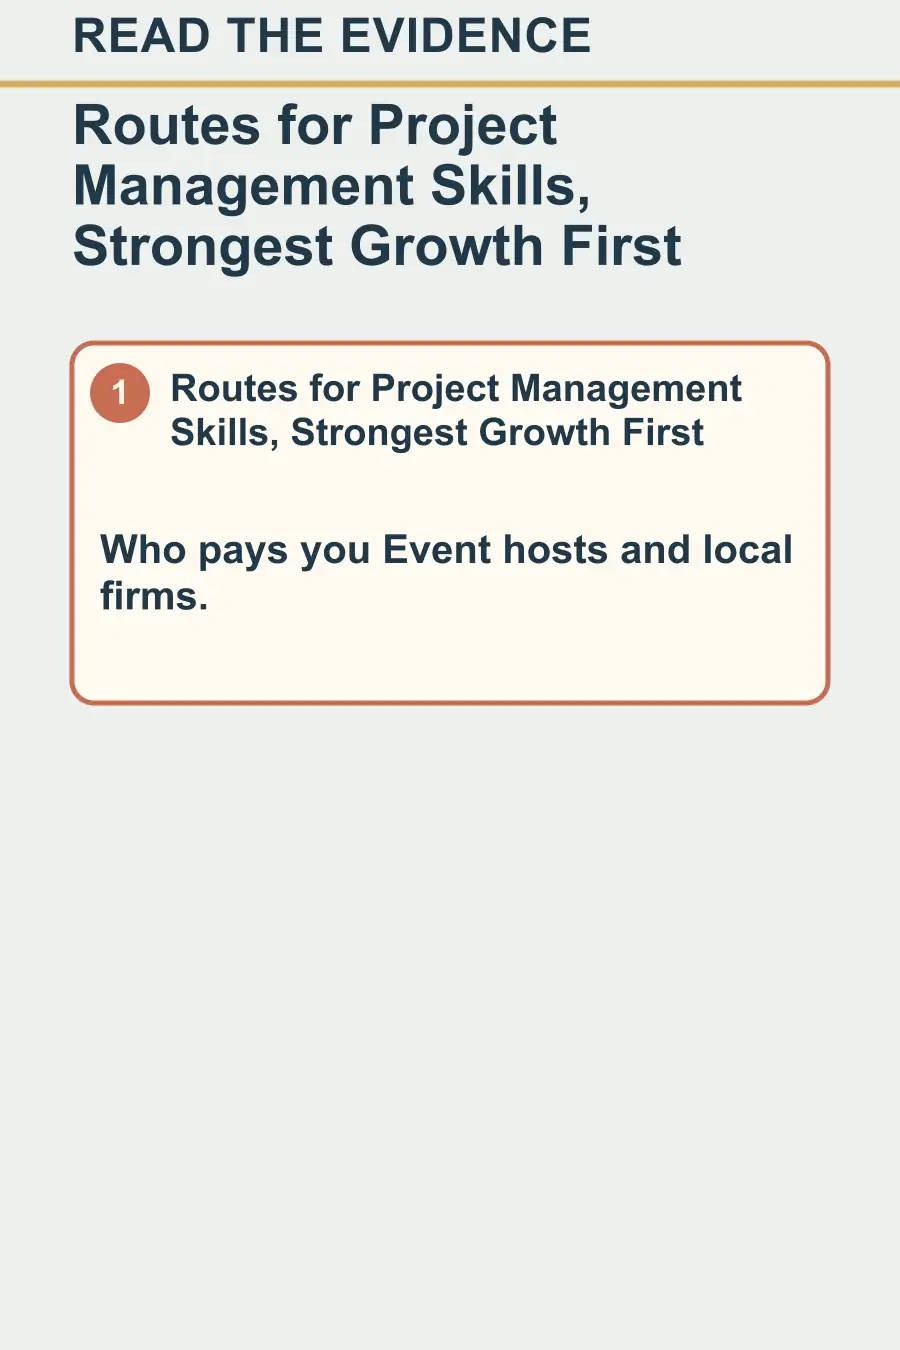 READ THE EVIDENCE
Routes for Project
Management Skills,
Strongest Growth First
1
Routes for Project Management
Skills, Strongest Growth First
Who pays you Event hosts and local
firms.